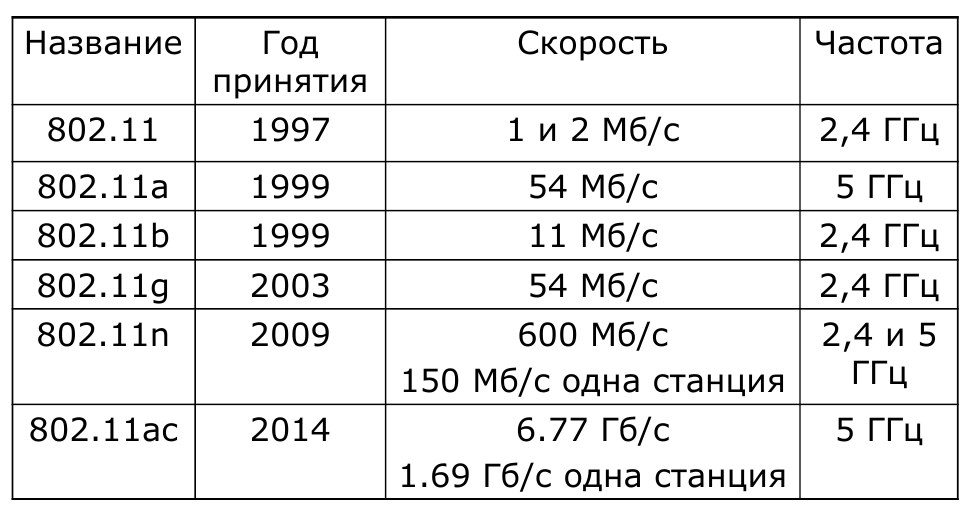 Название Год принятия Скорость Частота
802.11 1997 1 и 2 Мб/с 2,4 ГГц
802.11a 1999 54 Мб/с 5 ГГц
802.11b 1999 11 Мб/с 2,4 ГГц
802.11g 2003 54 Мб/с 2,4 ГГц
802.11n 2009 600 Мб/с 2,4 и 5
150 Мб/с одна станция ГГц
802.11ac 2014 6.77 Гб/с 5 ГГц
1.69 Гб/с одна станция